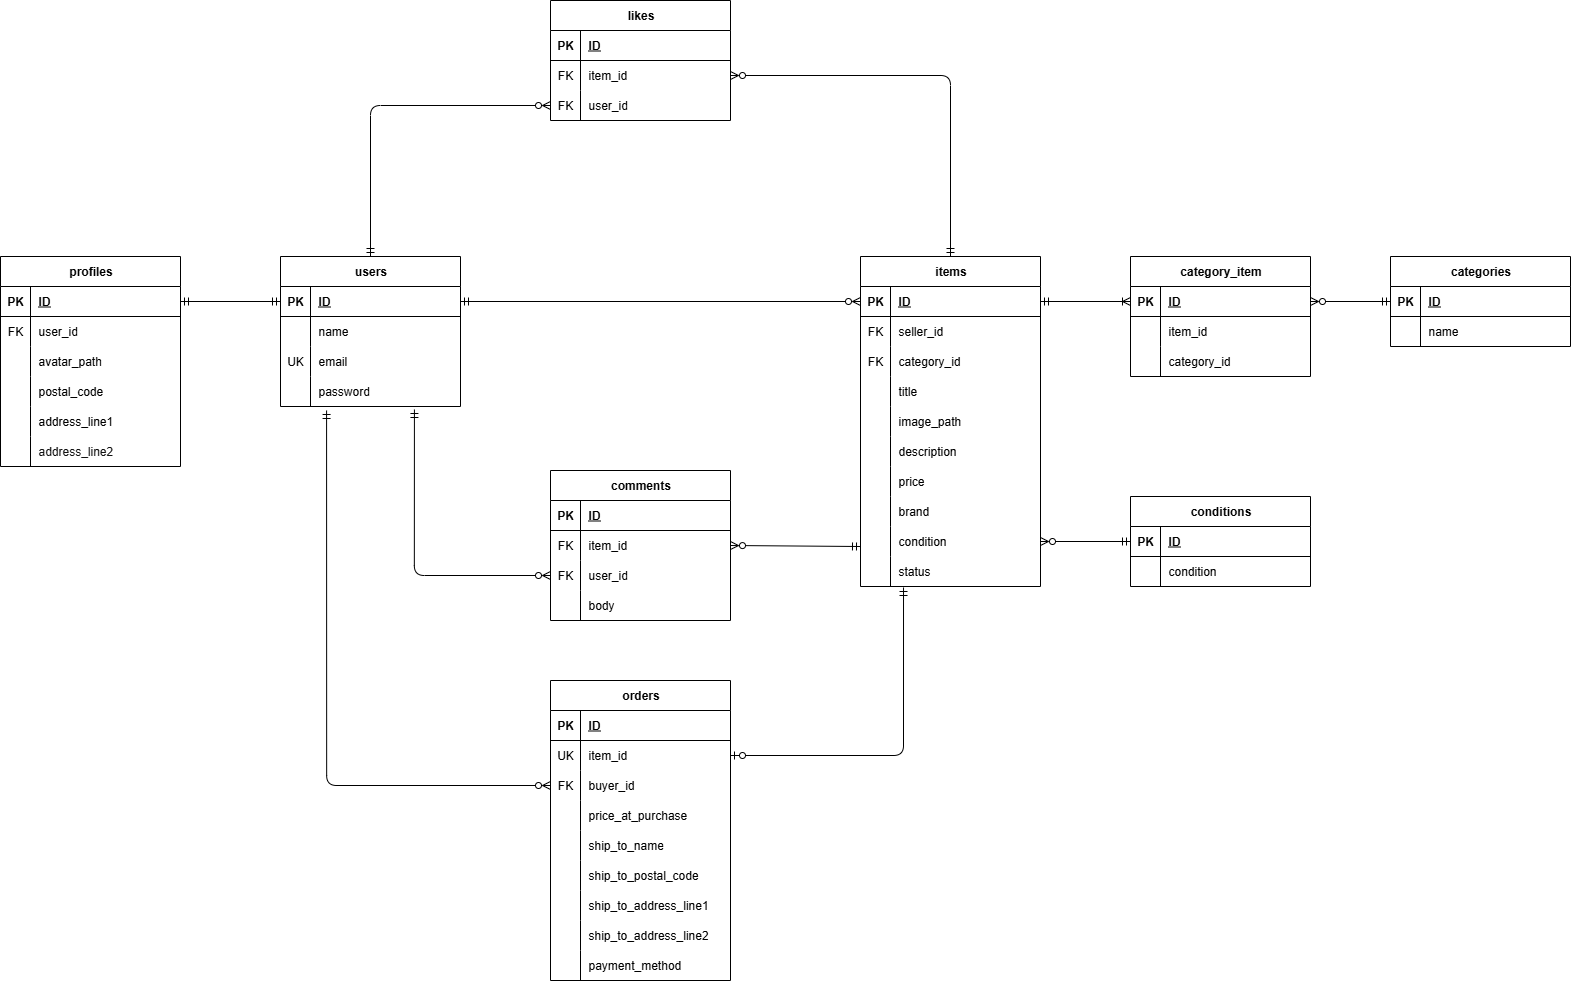 likes
PK ID
FK item_id
FK user_id
profiles
PK ID
FK user_id
avatar_path
postal_code
address_line1
address_line2
users
PK ID
name
UK email
password
items
PK ID
FK seller_id
FK category_id
title
image_path
description
price
brand
condition
status
category_item
PK ID
item_id
category_id
categories
PK ID
name
comments
PK ID
FK item_id
FK user_id
body
conditions
PK ID
condition
orders
PK ID
UK item_id
FK buyer_id
price_at_purchase
ship_to_name
ship_to_postal_code
ship_to_address_line1
ship_to_address_line2
payment_method